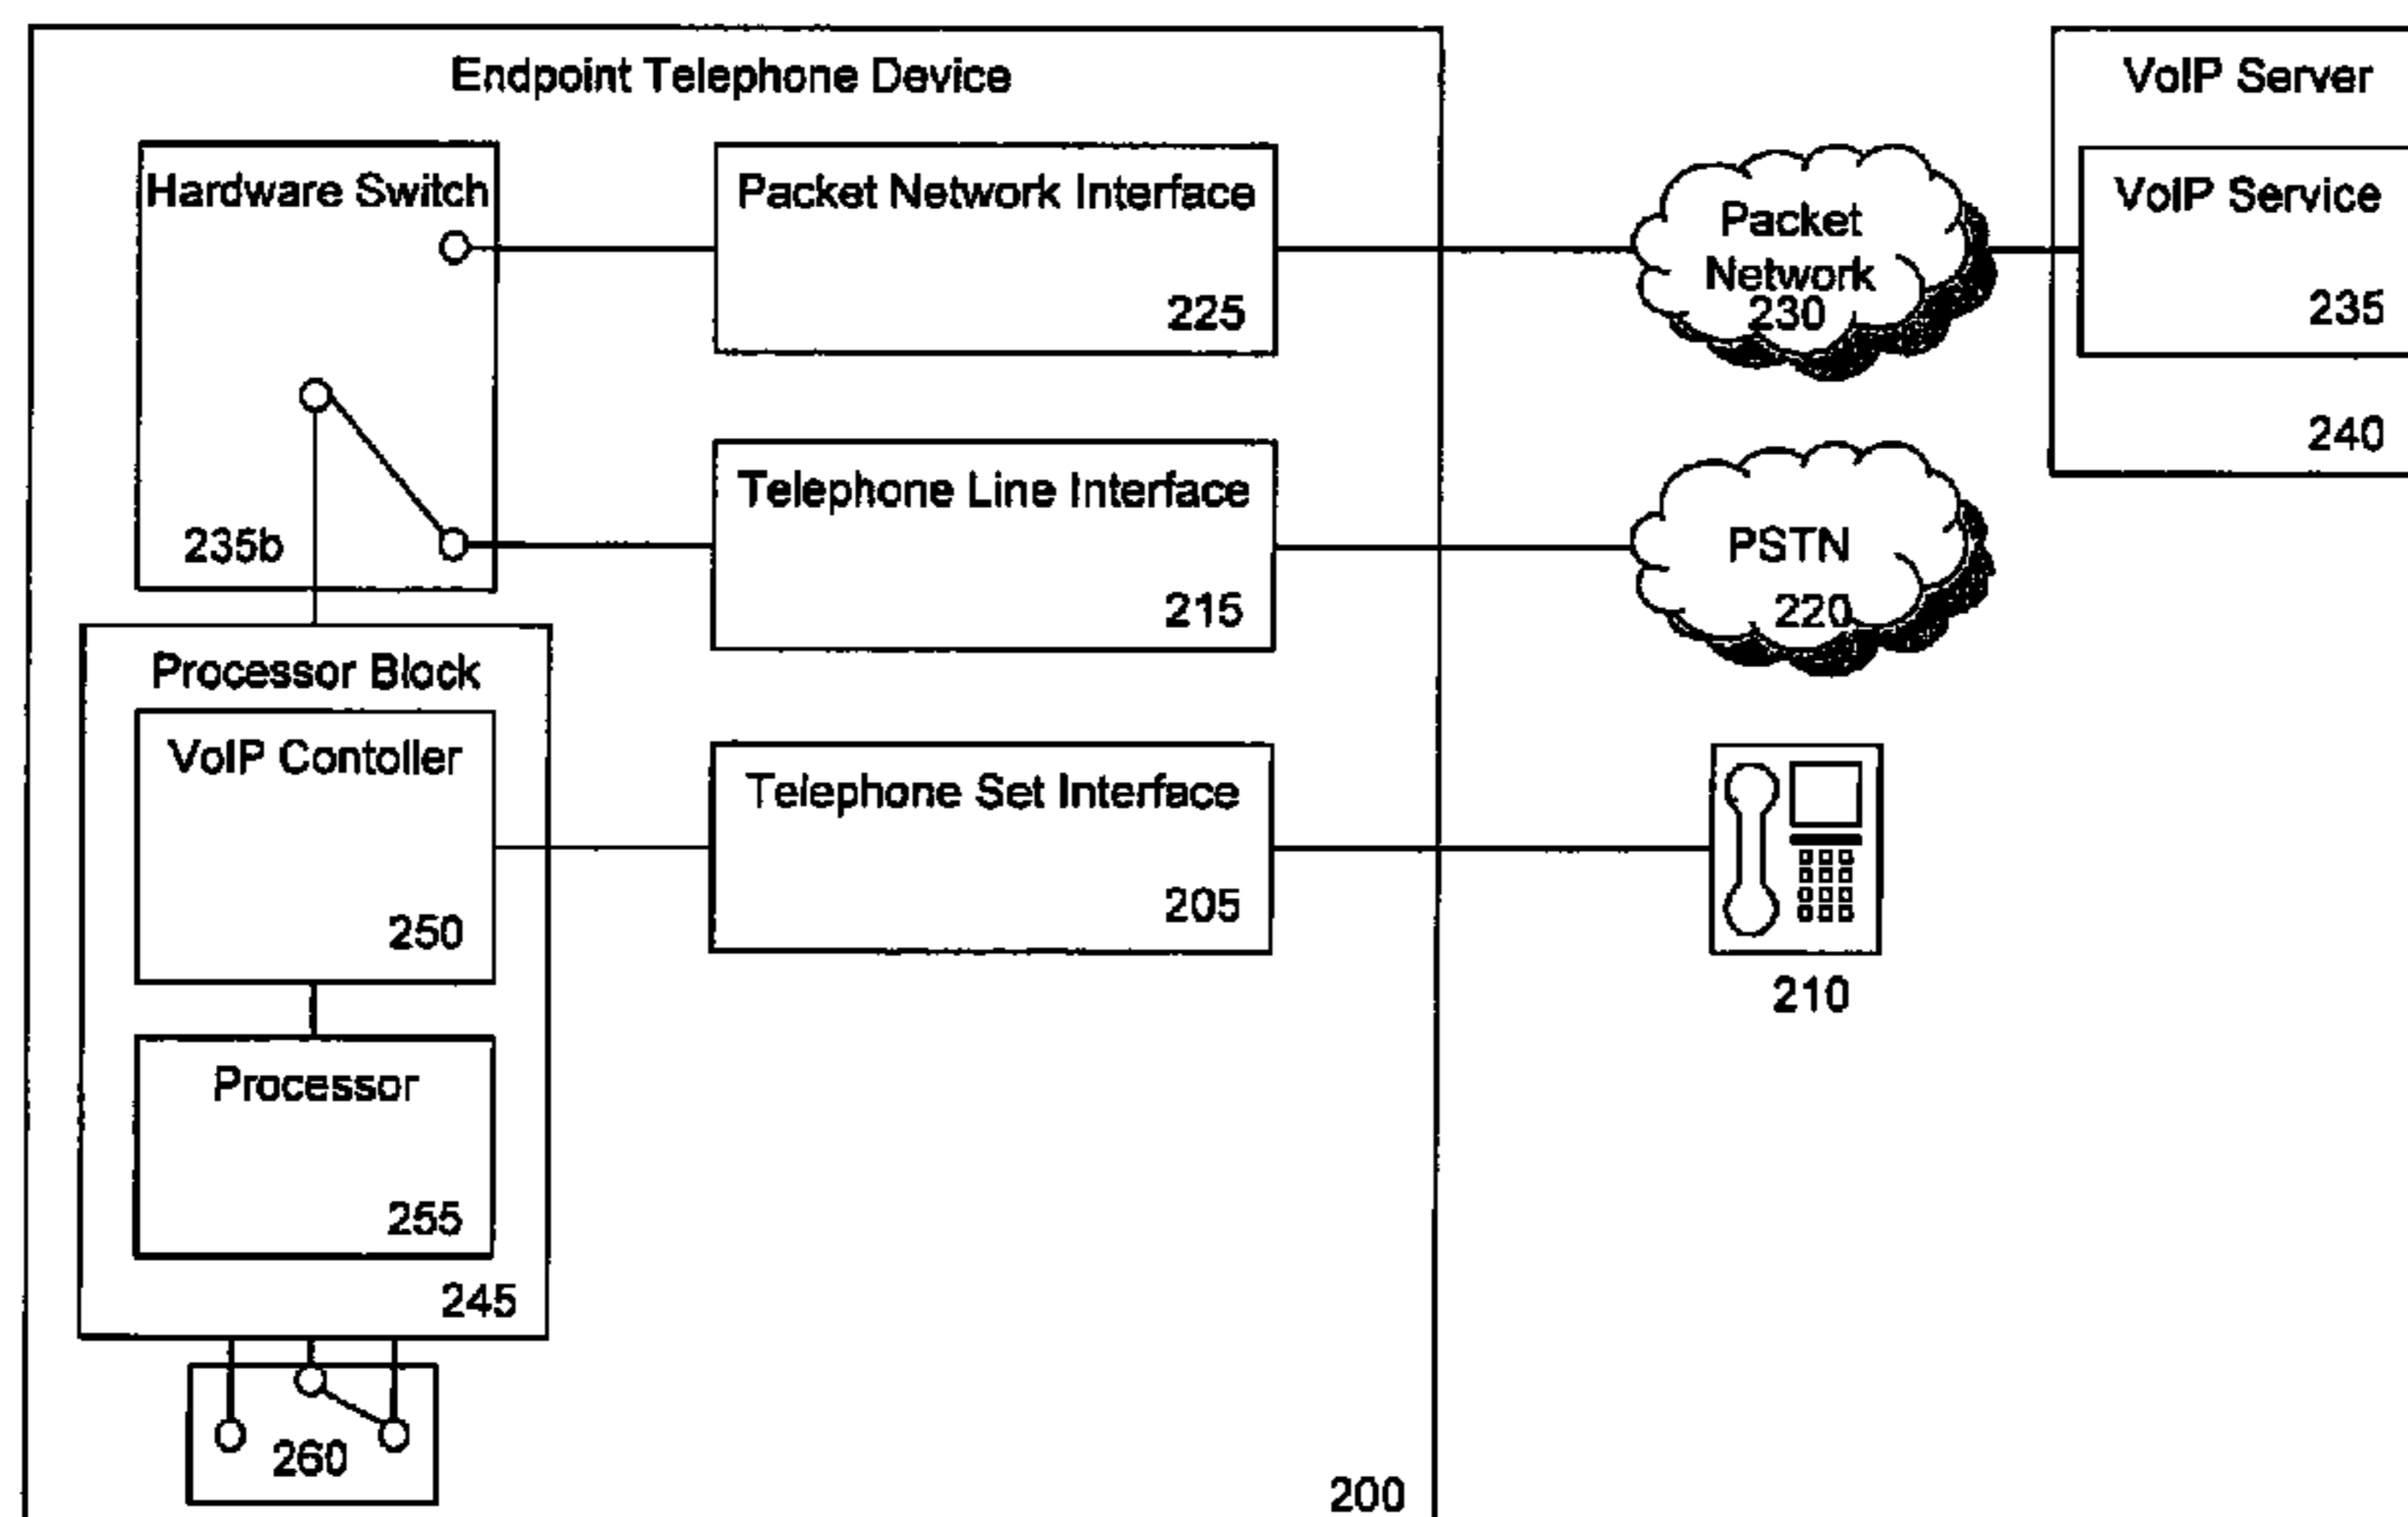 Endpoint Telephone Device
VoIP Server
Hardware Switch
Packet Network Interface
Packet
Network
230
VoIP Service
225
235
240
Telephone Line Interface
PSTN
235b
215
220
Processor Block
VoIP Contoller
Telephone Set Interface
250
205
210
Processor
255
245
260
200